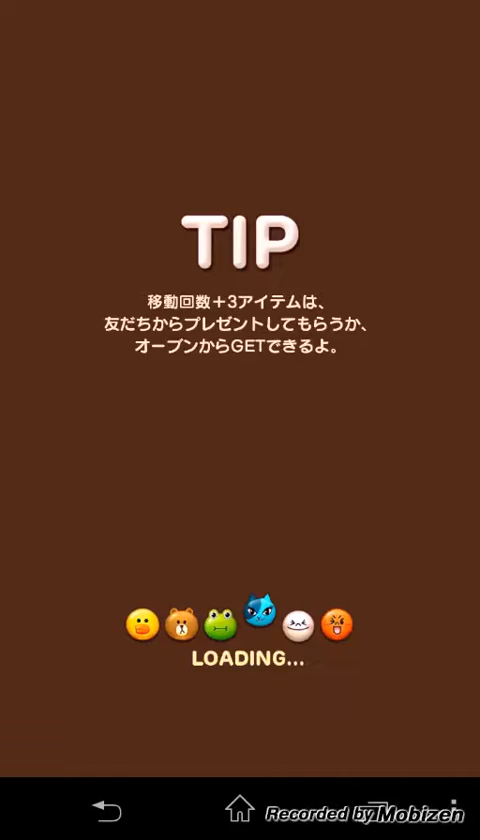 TIP
移動回数＋3アイテムは、
友だちからプレゼントしてもらうか、
オーブンからGETできるよ。
LOADING...
Recorded by Mobizen